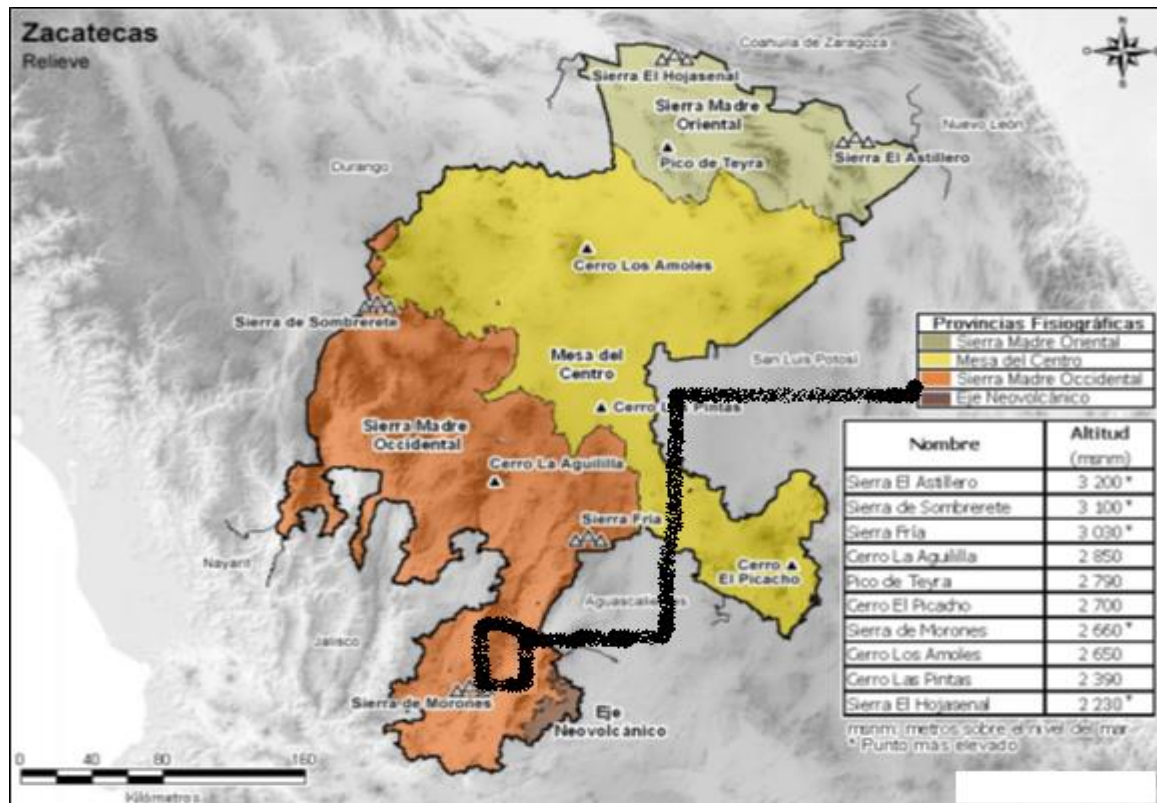 Zacatecas
Relieve
Coahuila de Zaragoza
Sierra El Hojasenal
Sierra Madre
Oriental
Nuevo León
Pico de Teyra
Sierra El Astillero
Durango
Cerro Los Amoles
Sierra de Sombrerete
Mesa del
Centro
San Luis Potosí
Provincias Fisiográficas
Sierra Madre Oriental
Mesa del Centro
Sierra Madre Occidental
Eje Neovolcánico
Cerro Las Pintas
Sierra Madre
Occidental
Cerro La Aguililla
Sierra Fría
Nayarit
Cerro
El Picacho
Aguascalientes
Jalisco
Sierra de Morones
Eje
Neovolcánico
Nombre Altitud
(msnm)
Sierra El Astillero 3 200 *
Sierra de Sombrerete 3 100 *
Sierra Fría 3 030 *
Cerro La Aguililla 2 850
Pico de Teyra 2 790
Cerro El Picacho 2 700
Sierra de Morones 2 660 *
Cerro Los Amoles 2 650
Cerro Las Pintas 2 390
Sierra El Hojasenal 2 230 *
msnm: metros sobre el nivel del mar
* Punto más elevado
0 40 80 160
Kilómetros
N